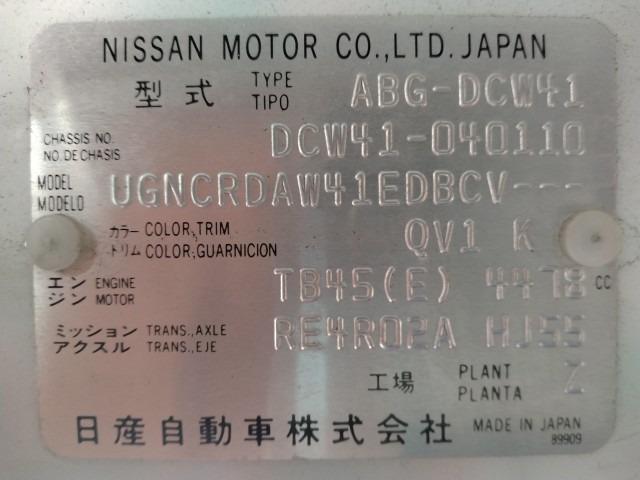 NISSAN MOTOR CO.,LTD. JAPAN
型式 TYPE TIPO ABG-DCW41
CHASSIS NO. NO. DE CHASIS DCW41-040110
MODEL MODELO UGNCRDAW41EDBCV---
カラー COLOR,TRIM
トリム COLOR,GUARNICION QV1 K
エンジン ENGINE MOTOR TB45(E) 4478 CC
ミッション TRANS.,AXLE
アクスル TRANS.,EJE RE4R02A HJ55
工場 PLANT PLANTA Z
日産自動車株式会社 MADE IN JAPAN
89909